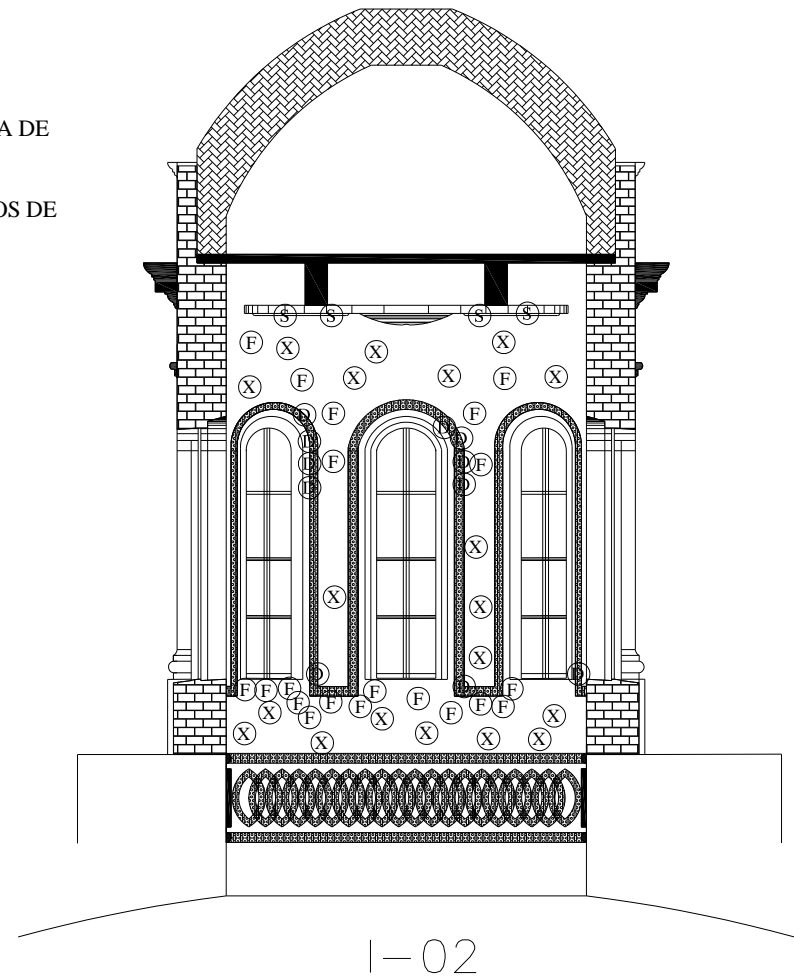 A DE
OS DE
S S S S
F X X X
X F X X F X
D F F
D D
D F D F
D D
X
X X
X
D D
F F F F F D F
F F F F F F
X F X F X
X X X
X X
I-02